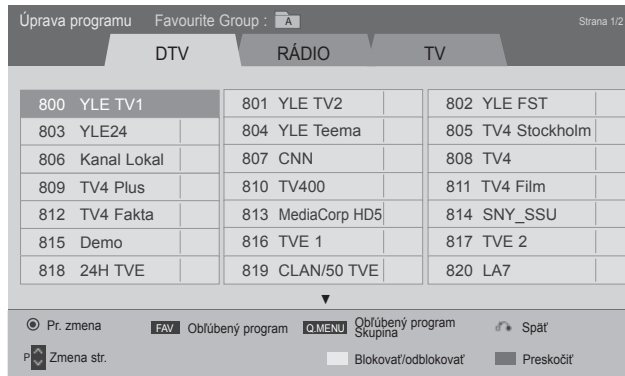 Úprava programu Favourite Group : A Strana 1/2
DTV RÁDIO TV
800 YLE TV1 801 YLE TV2 802 YLE FST
803 YLE24 804 YLE Teema 805 TV4 Stockholm
806 Kanal Lokal 807 CNN 808 TV4
809 TV4 Plus 810 TV400 811 TV4 Film
812 TV4 Fakta 813 MediaCorp HD5 814 SNY_SSU
815 Demo 816 TVE 1 817 TVE 2
818 24H TVE 819 CLAN/50 TVE 820 LA7
Pr. zmena FAV Obľúbený program Q.MENU Obľúbený program Skupina Späť
P Zmena str. Blokovať/odblokovať Preskočiť